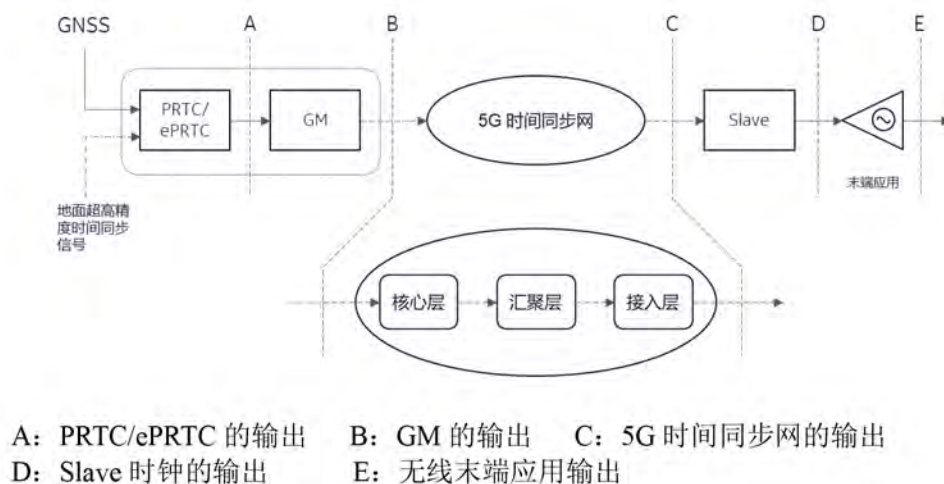 GNSS
A
B
C
D
E
PRTC/
ePRTC
GM
5G 时间同步网
Slave
末端应用
地面超高精
度时间同步
信号
核心层
汇聚层
接入层
A：PRTC/ePRTC 的输出 B：GM 的输出 C：5G 时间同步网的输出
D：Slave 时钟的输出 E：无线末端应用输出